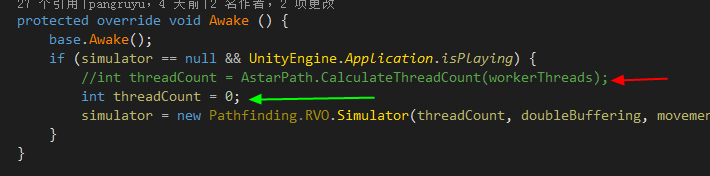 27 个引用|pangruyu，4 天前|2 名作者，2 项更改
protected override void Awake () {
base.Awake();
if (simulator == null && UnityEngine.Application.isPlaying) {
//int threadCount = AstarPath.CalculateThreadCount(workerThreads);
int threadCount = 0;
simulator = new Pathfinding.RVO.Simulator(threadCount, doubleBuffering, movemen
}
}